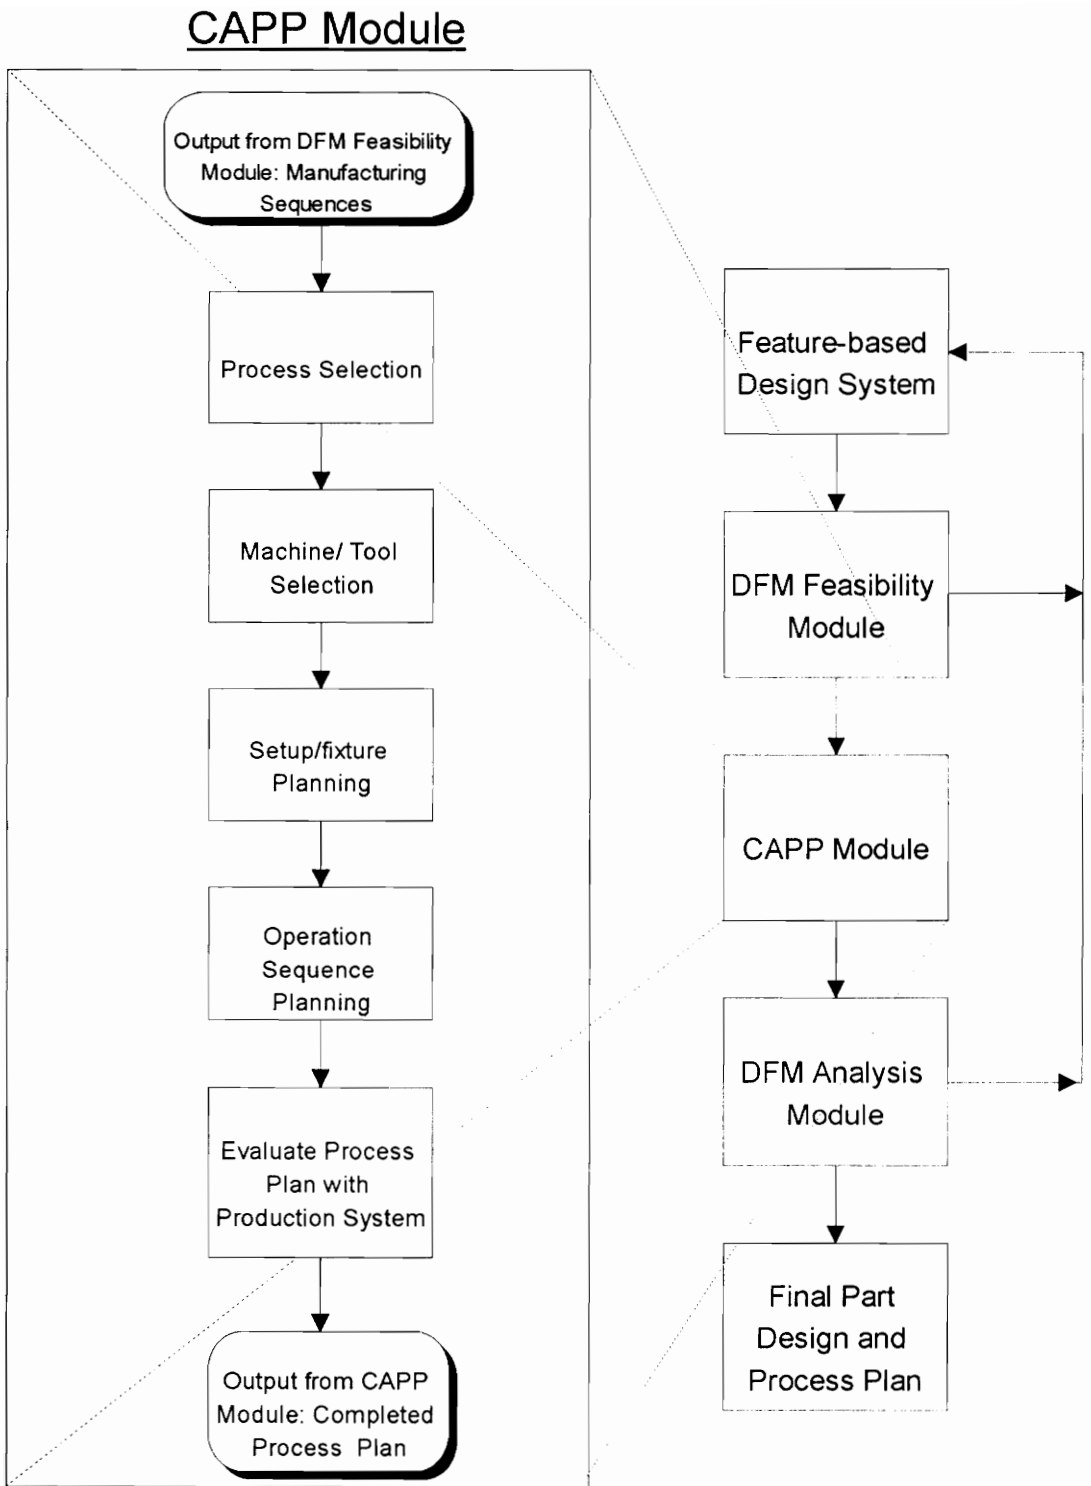 CAPP Module
Output from DFM Feasibility
Module: Manufacturing
Sequences
Process Selection
Machine/ Tool
Selection
Setup/fixture
Planning
Operation
Sequence
Planning
Evaluate Process
Plan with
Production System
Output from CAPP
Module: Completed
Process Plan
Feature-based
Design System
DFM Feasibility
Module
CAPP Module
DFM Analysis
Module
Final Part
Design and
Process Plan